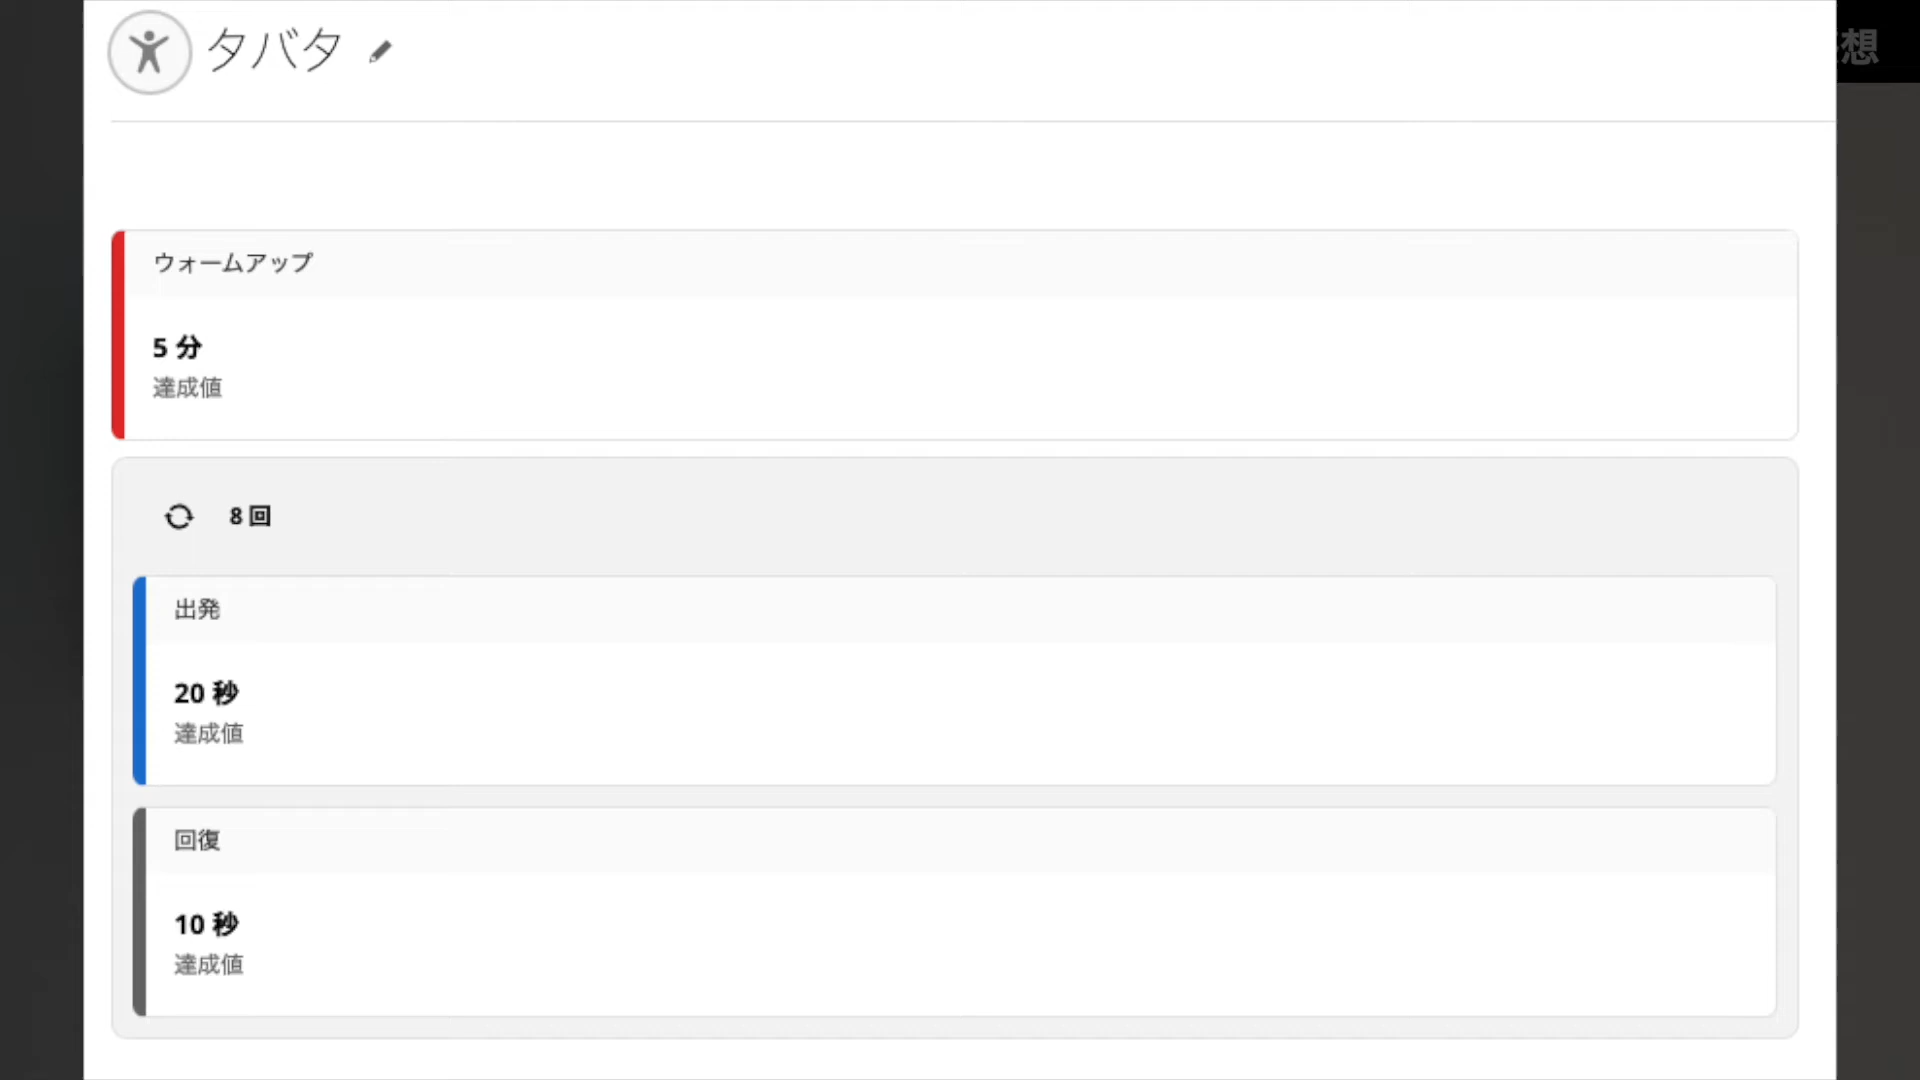 タバタ
想
ウォームアップ
5 分
達成値
8 回
出発
20 秒
達成値
回復
10 秒
達成値